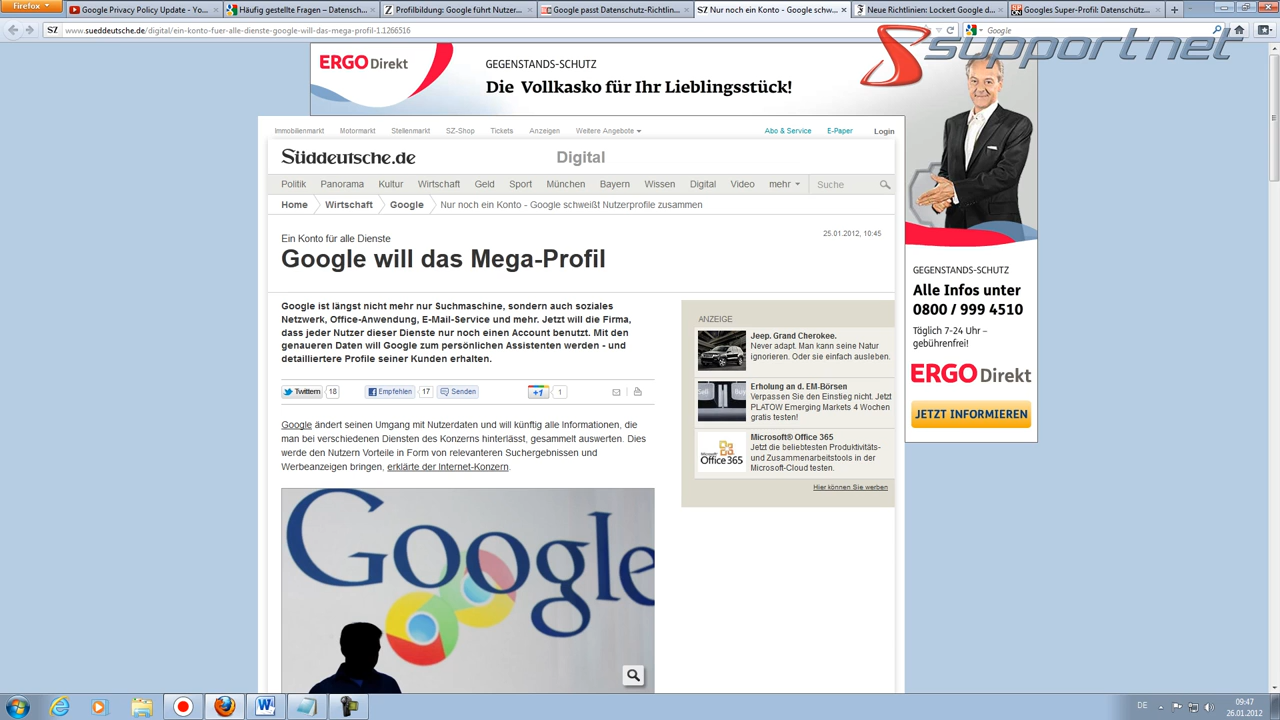 Firefox
Google Privacy Policy Update - Yo...
Häufig gestellte Fragen – Datensch...
Profilbildung: Google führt Nutzer...
Google passt Datenschutz-Richtlin...
SZ Nur noch ein Konto - Google schw...
Neue Richtlinien: Lockert Google d...
Googles Super-Profil: Datenschütz...
SZ www.sueddeutsche.de/digital/ein-konto-fuer-alle-dienste-google-will-das-mega-profil-1.1266516
Google
supportnet
ERGO Direkt
GEGENSTANDS-SCHUTZ
Die Vollkasko für Ihr Lieblingsstück!
Immobilienmarkt Motormarkt Stellenmarkt SZ-Shop Tickets Anzeigen Weitere Angebote Abo & Service E-Paper Login
Süddeutsche.de Digital
Politik Panorama Kultur Wirtschaft Geld Sport München Bayern Wissen Digital Video mehr Suche
Home Wirtschaft Google Nur noch ein Konto - Google schweißt Nutzerprofile zusammen
25.01.2012, 10:45
Ein Konto für alle Dienste
Google will das Mega-Profil
Google ist längst nicht mehr nur Suchmaschine, sondern auch soziales
Netzwerk, Office-Anwendung, E-Mail-Service und mehr. Jetzt will die Firma,
dass jeder Nutzer dieser Dienste nur noch einen Account benutzt. Mit den
genaueren Daten will Google zum persönlichen Assistenten werden - und
detailliertere Profile seiner Kunden erhalten.
Twittern 18 Empfehlen 17 Senden +1 1
Google ändert seinen Umgang mit Nutzerdaten und will künftig alle Informationen, die
man bei verschiedenen Diensten des Konzerns hinterlässt, gesammelt auswerten. Dies
werde den Nutzern Vorteile in Form von relevanteren Suchergebnissen und
Werbeanzeigen bringen, erklärte der Internet-Konzern.
Google
ANZEIGE
Jeep. Grand Cherokee.
Never adapt. Man kann seine Natur
ignorieren. Oder sie einfach ausleben.
Erholung an d. EM-Börsen
Verpassen Sie den Einstieg nicht. Jetzt
PLATOW Emerging Markets 4 Wochen
gratis testen!
Microsoft
Office365
Microsoft® Office 365
Jetzt die beliebtesten Produktivitäts-
und Zusammenarbeitstools in der
Microsoft-Cloud testen.
Hier können Sie werben
GEGENSTANDS-SCHUTZ
Alle Infos unter
0800 / 999 4510
Täglich 7-24 Uhr –
gebührenfrei!
ERGO Direkt
JETZT INFORMIEREN
DE
09:47
26.01.2012